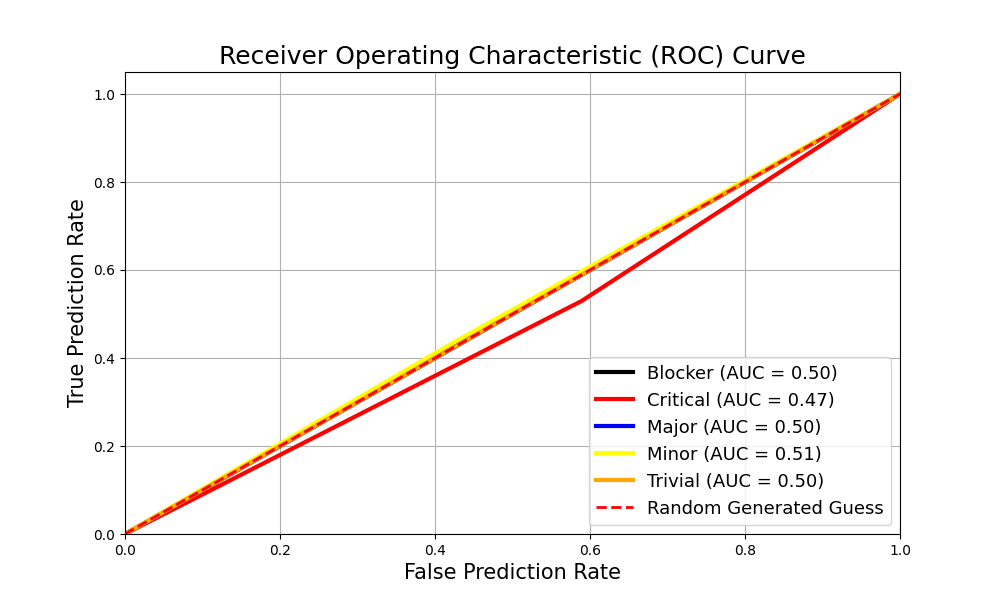 Receiver Operating Characteristic (ROC) Curve
True Prediction Rate
1.0
0.8
0.6
0.4
0.2
0.0
Blocker (AUC = 0.50)
Critical (AUC = 0.47)
Major (AUC = 0.50)
Minor (AUC = 0.51)
Trivial (AUC = 0.50)
Random Generated Guess
0.0 0.2 0.4 0.6 0.8 1.0
False Prediction Rate